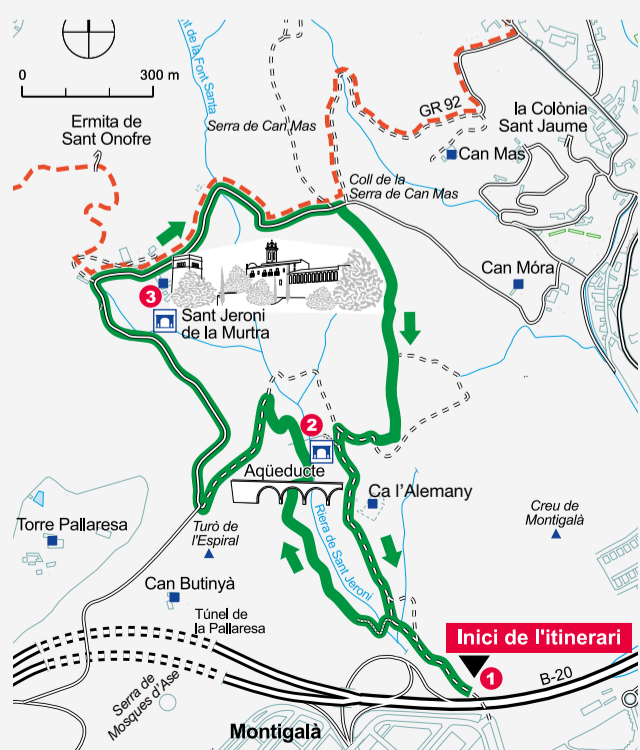 nt de la Font Santa
0
300 m
GR 92
Ermita de
Sant Onofre
la Colònia
Sant Jaume
Serra de Can Mas
Can Mas
Coll de la
Serra de Can Mas
Can Móra
3
Sant Jeroni
de la Murtra
2
Aqüeducte
Ca l'Alemany
Creu de
Montigalà
Torre Pallaresa
Turò de
l'Espiral
Riera de Sant Jeroni
Can Butinyà
Túnel de
la Pallaresa
Inici de l'itinerari
1
B-20
Serra de
Mosques d'Ase
Montigalà